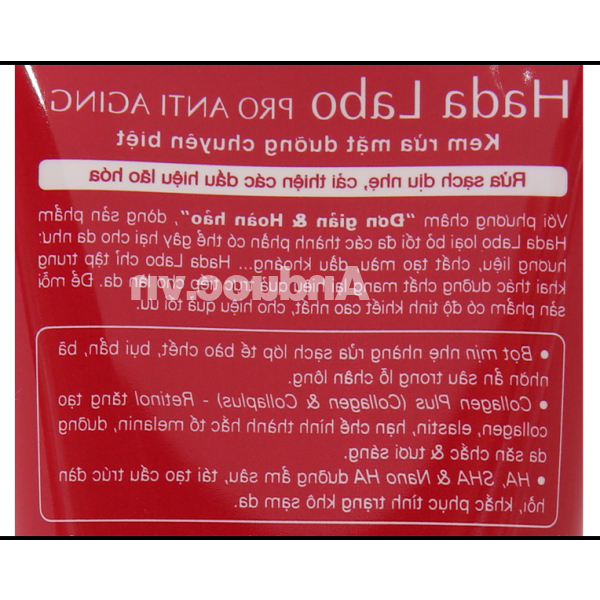 Hada Labo PRO ANTI AGING
Kem rửa mặt dưỡng chuyên biệt
Rửa sạch dịu nhẹ, cải thiện các dấu hiệu lão hóa
Với phương châm "Đơn giản & Hoàn hảo", dòng sản phẩm
Hada Labo loại bỏ tối đa các thành phần có thể gây hại cho da như:
hương liệu, chất tạo màu, dầu khoáng... Hada Labo chỉ tập trung
khai thác dưỡng chất mang lại hiệu quả trực tiếp cho làn da. Để mỗi
sản phẩm có độ tinh khiết cao nhất, cho hiệu quả tối ưu.
Anduoc.vn
• Bọt mịn nhẹ nhàng rửa sạch lớp tế bào chết, bụi bẩn, bã
nhờn ẩn sâu trong lỗ chân lông.
• Collagen Plus (Collagen & Collaplus) - Retinol tăng tạo
collagen, elastin, hạn chế hình thành hắc tố melanin, dưỡng
da săn chắc & tươi sáng.
• HA, SHA & Nano HA dưỡng ẩm sâu, tái tạo cấu trúc đàn
hồi, khắc phục tình trạng khô sạm da.